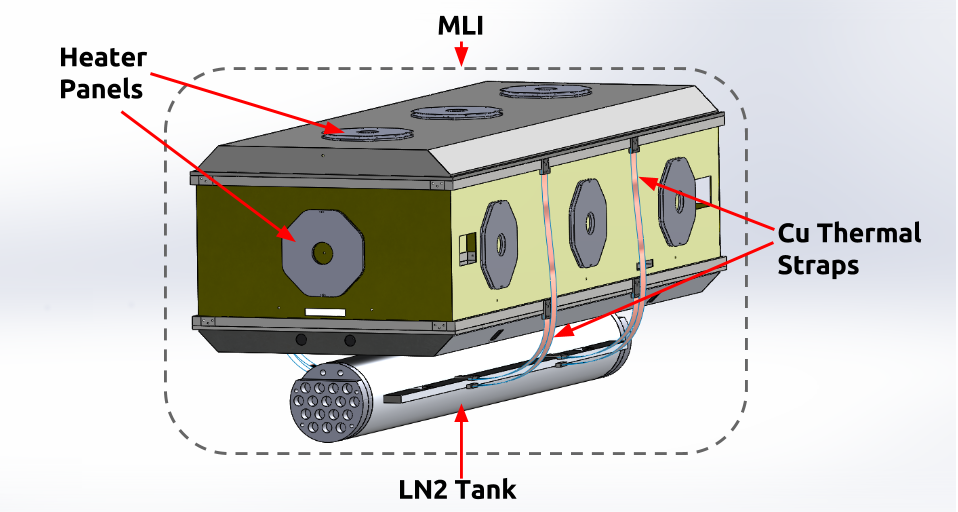 MLI
Heater
Panels
Cu Thermal
Straps
LN2 Tank